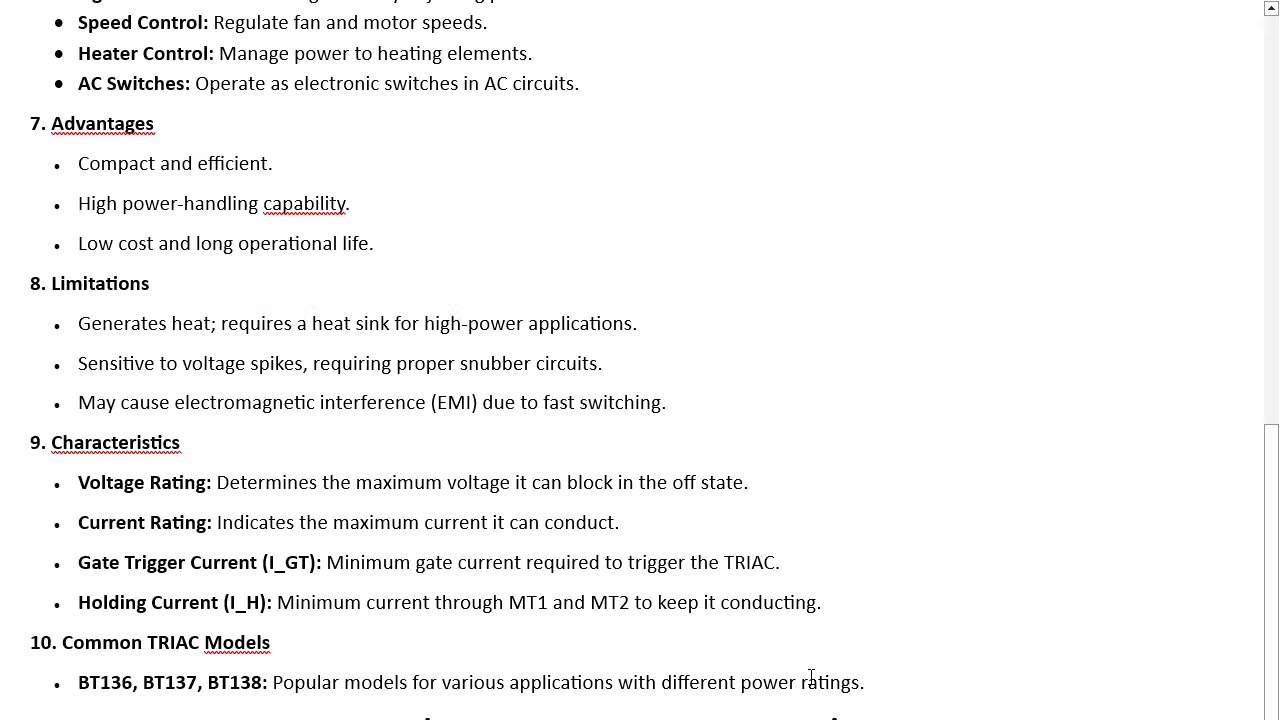 • Speed Control: Regulate fan and motor speeds.
• Heater Control: Manage power to heating elements.
• AC Switches: Operate as electronic switches in AC circuits.
7. Advantages
• Compact and efficient.
• High power-handling capability.
• Low cost and long operational life.
8. Limitations
• Generates heat; requires a heat sink for high-power applications.
• Sensitive to voltage spikes, requiring proper snubber circuits.
• May cause electromagnetic interference (EMI) due to fast switching.
9. Characteristics
• Voltage Rating: Determines the maximum voltage it can block in the off state.
• Current Rating: Indicates the maximum current it can conduct.
• Gate Trigger Current (I_GT): Minimum gate current required to trigger the TRIAC.
• Holding Current (I_H): Minimum current through MT1 and MT2 to keep it conducting.
10. Common TRIAC Models
• BT136, BT137, BT138: Popular models for various applications with different power ratings.